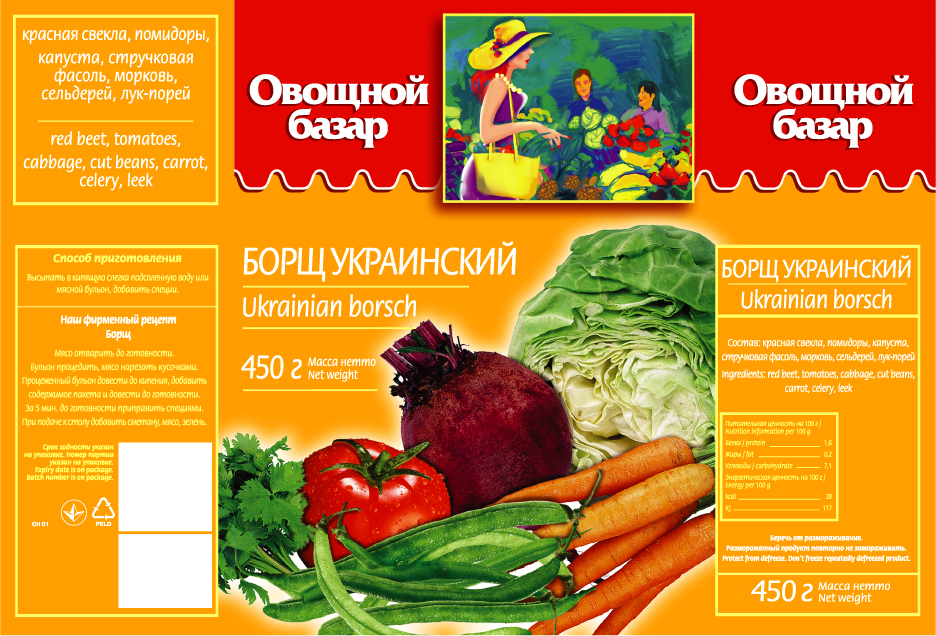 красная свекла, помидоры,
капуста, стручковая
фасоль, морковь,
сельдерей, лук-порей
red beet, tomatoes,
cabbage, cut beans, carrot,
celery, leek
Способ приготовления
Высыпать в кипящую слегка подсоленную воду или
мясной бульон, добавить специи.
Наш фирменный рецепт
Борщ
Мясо отварить до готовности.
Бульон процедить, мясо нарезать кусочками.
Процеженный бульон довести до кипения, добавить
содержимое пакета и довести до готовности.
За 5 мин. до готовности приправить специями.
При подаче к столу добавить сметану, мясо, зелень.
Срок годности указан
на упаковке. Номер партии
указан на упаковке.
Expiry date is on package.
Batch number is on package.
CH 01
PELD
Овощной
базар
БОРЩ УКРАИНСКИЙ
Ukrainian borsch
450 г Масса нетто
Net weight
Овощной
базар
БОРЩ УКРАИНСКИЙ
Ukrainian borsch
Состав: красная свекла, помидоры, капуста,
стручковая фасоль, морковь, сельдерей, лук-порей
Ingredients: red beet, tomatoes, cabbage, cut beans,
carrot, celery, leek
Питательная ценность на 100 г /
Nutrition information per 100 g
Белки / protein 1,6
Жиры / fat 0,2
Углеводы / carbohydrate 7,1
Энергетическая ценность на 100 г /
Energy per 100 g
kcal 28
Kj 117
Беречь от размораживания.
Размороженный продукт повторно не замораживать.
Protect from defreeze. Don't freeze repeatedly defreezed product.
450 г Масса нетто
Net weight